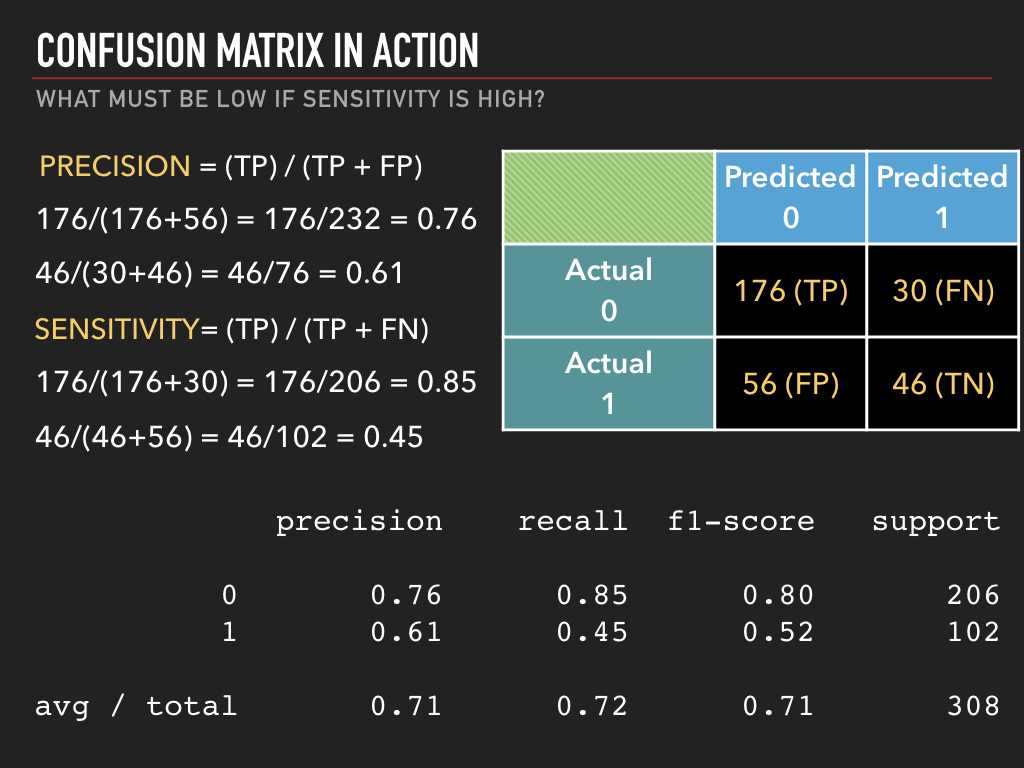 CONFUSION MATRIX IN ACTION
WHAT MUST BE LOW IF SENSITIVITY IS HIGH?
PRECISION = (TP) / (TP + FP)
176/(176+56) = 176/232 = 0.76
46/(30+46) = 46/76 = 0.61
SENSITIVITY= (TP) / (TP + FN)
176/(176+30) = 176/206 = 0.85
46/(46+56) = 46/102 = 0.45
Predicted 0 Predicted 1
Actual 0 176 (TP) 30 (FN)
Actual 1 56 (FP) 46 (TN)
precision recall f1-score support
0 0.76 0.85 0.80 206
1 0.61 0.45 0.52 102
avg / total 0.71 0.72 0.71 308